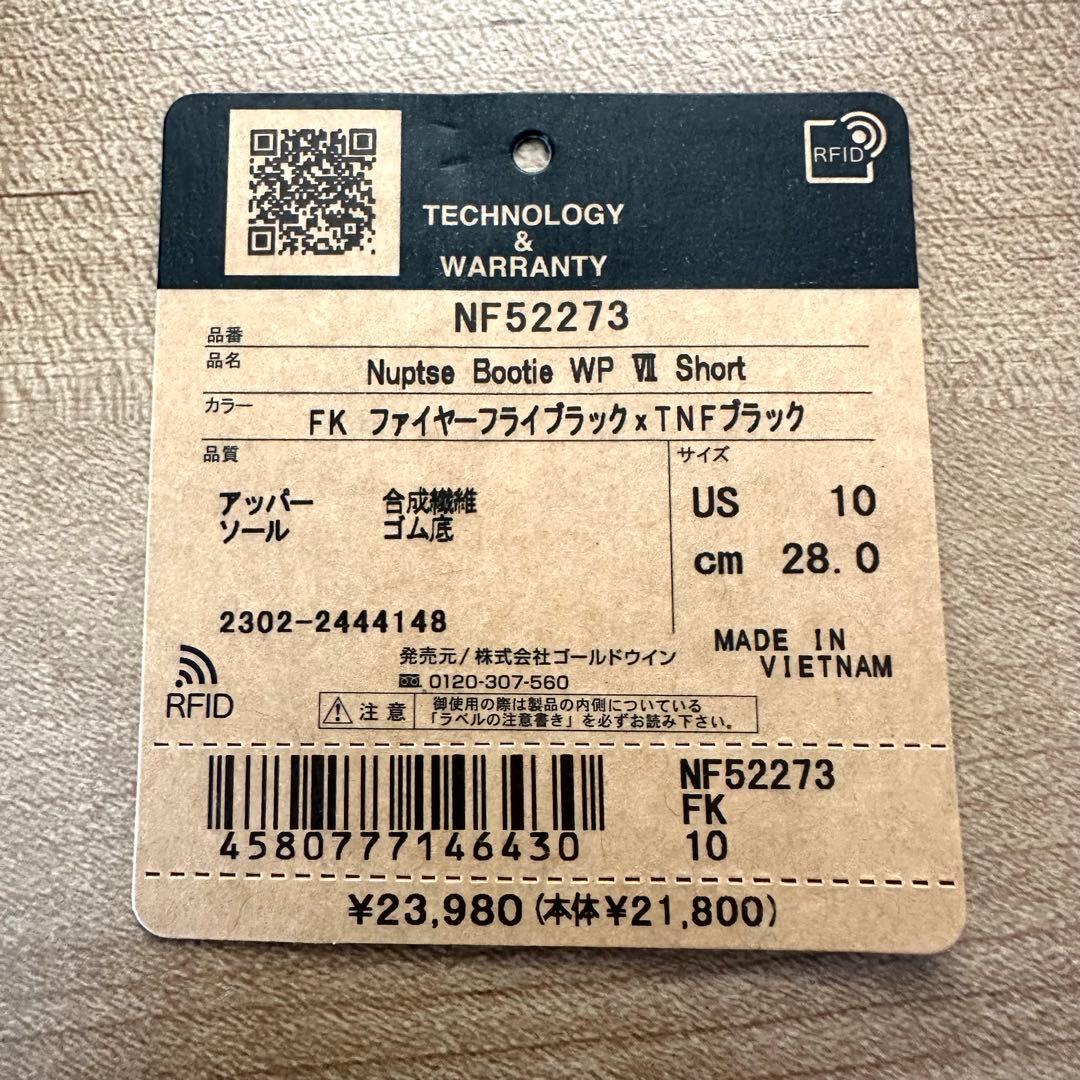 RFID
TECHNOLOGY
&
WARRANTY
品番 NF52273
品名 Nuptse Bootie WP Ⅶ Short
カラー FK ファイヤーフライブラック×TNFブラック
品質
アッパー 合成繊維
ソール ゴム底
サイズ
US 10
cm 28.0
2302-2444148
MADE IN
VIETNAM
RFID
発売元/株式会社ゴールドウイン
0120-307-560
注意 御使用の際は製品の内側についている
「ラベルの注意書き」を必ずお読み下さい。
4580777146430
NF52273
FK
10
¥23,980(本体¥21,800)